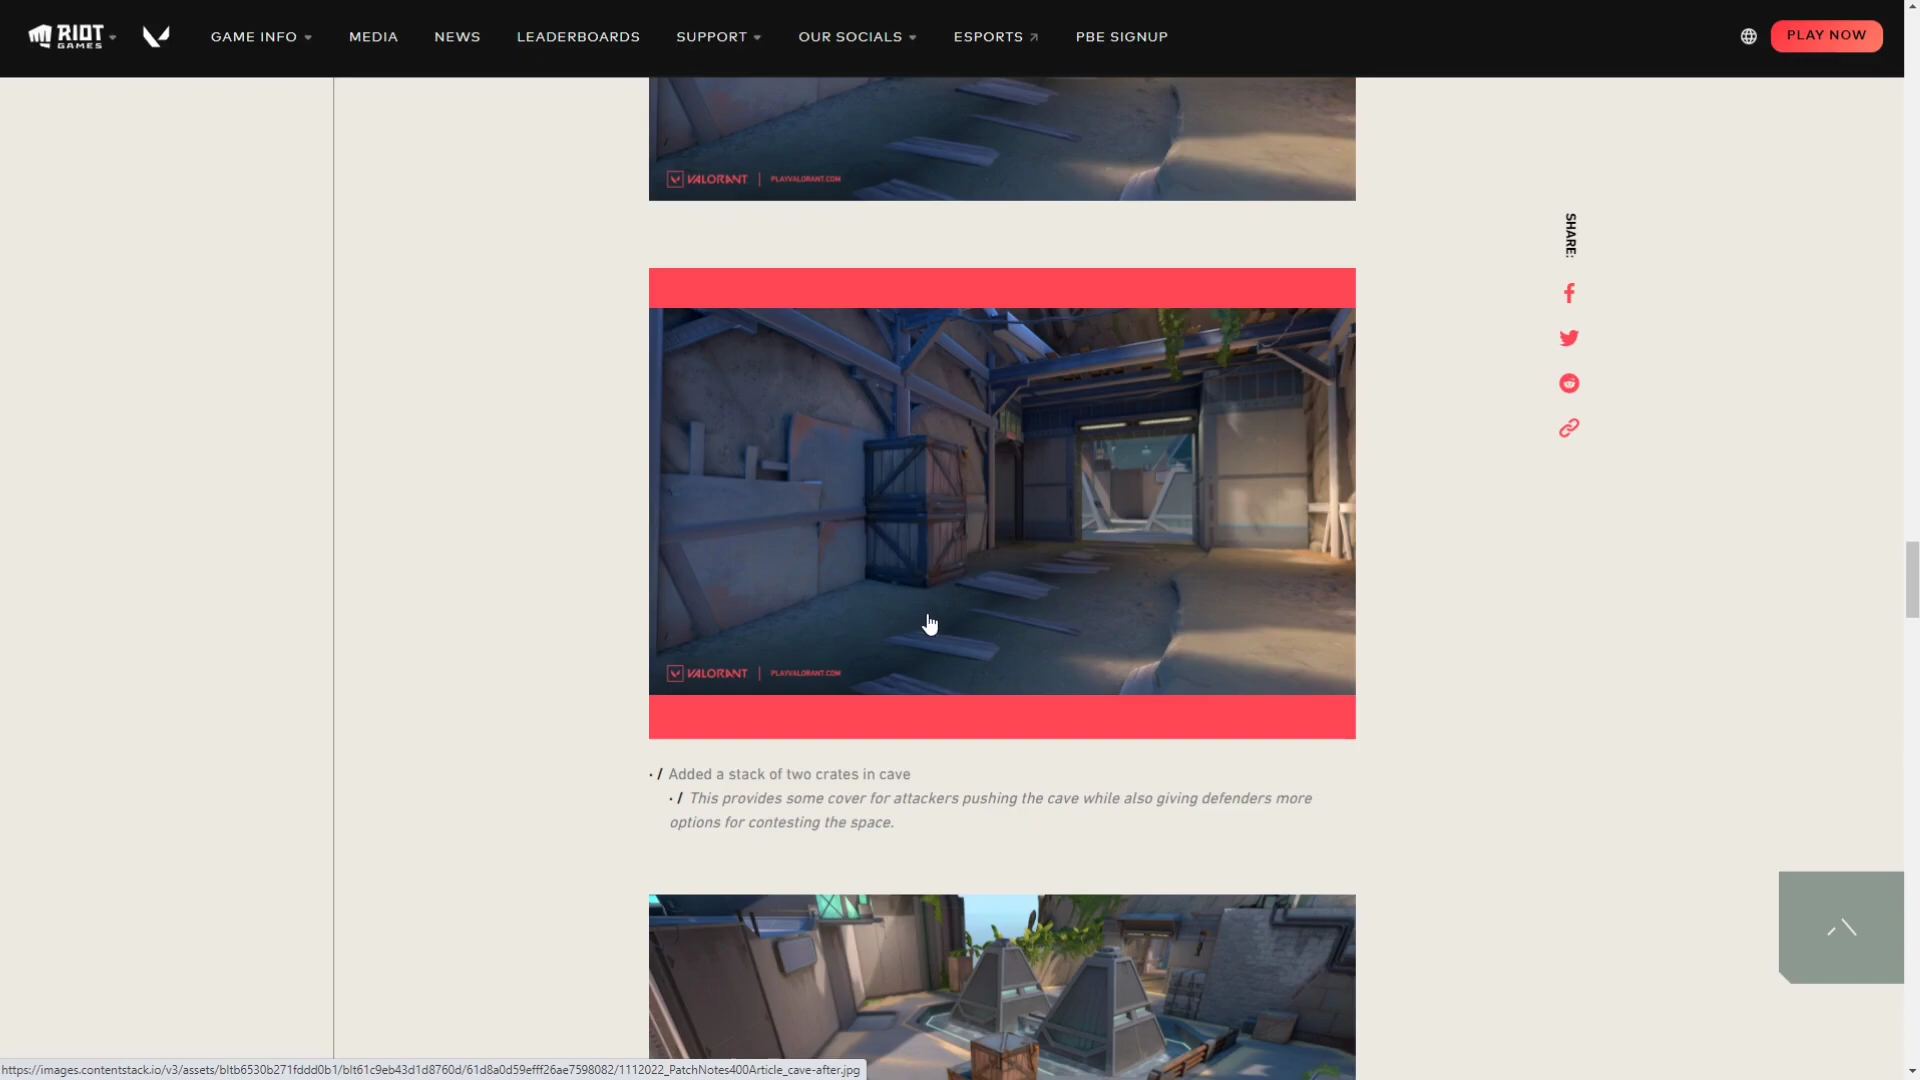 RIOT GAMES
GAME INFO
MEDIA
NEWS
LEADERBOARDS
SUPPORT
OUR SOCIALS
ESPORTS
PBE SIGNUP
PLAY NOW
VALORANT | PLAYVALORANT.COM
SHARE:
VALORANT | PLAYVALORANT.COM
· / Added a stack of two crates in cave
· / This provides some cover for attackers pushing the cave while also giving defenders more
options for contesting the space.
https://images.contentstack.io/v3/assets/bltb6530b271fddd0b1/blt61c9eb43d1d8760d/61d8a0d59efff26ae7598082/1112022_PatchNotes400Article_cave-after.jpg